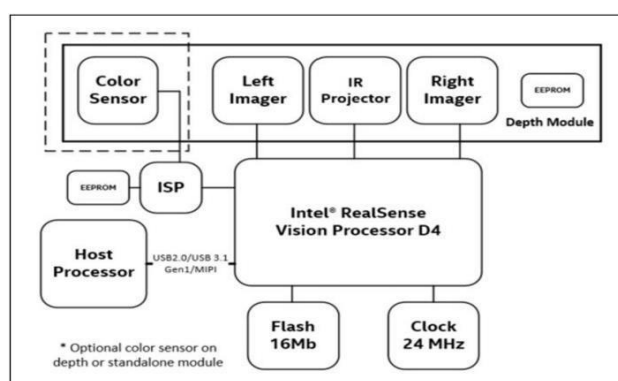 Color
Sensor
Left
Imager
IR
Projector
Right
Imager
EEPROM
Depth Module
EEPROM
ISP
Intel® RealSense
Vision Processor D4
Host
Processor
USB2.0/USB 3.1
Gen1/MIPI
Flash
16Mb
Clock
24 MHz
* Optional color sensor on
depth or standalone module